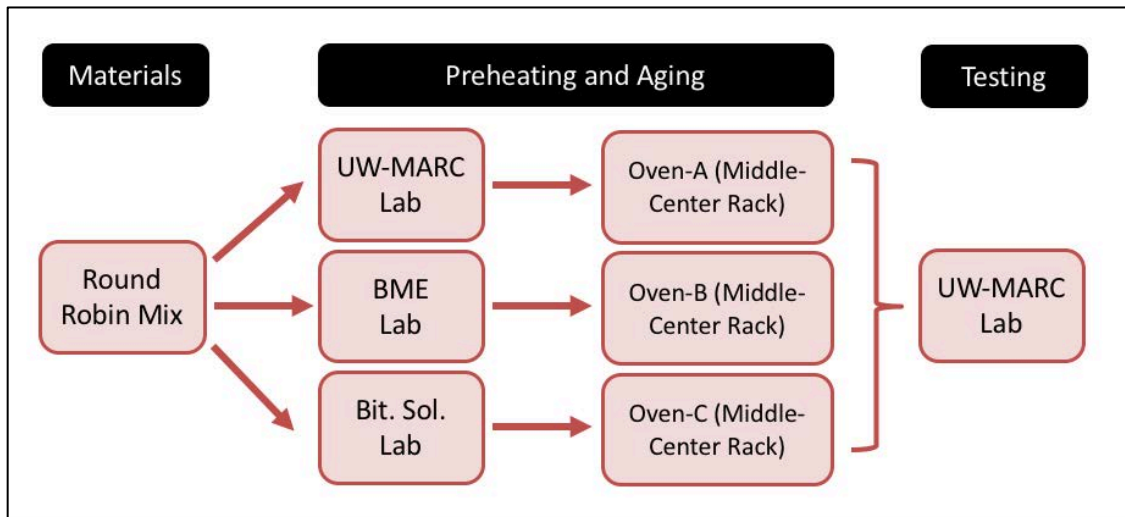 Materials
Preheating and Aging
Testing
UW-MARC
Lab
Oven-A (Middle-
Center Rack)
Round
Robin Mix
BME
Lab
Oven-B (Middle-
Center Rack)
UW-MARC
Lab
Bit. Sol.
Lab
Oven-C (Middle-
Center Rack)